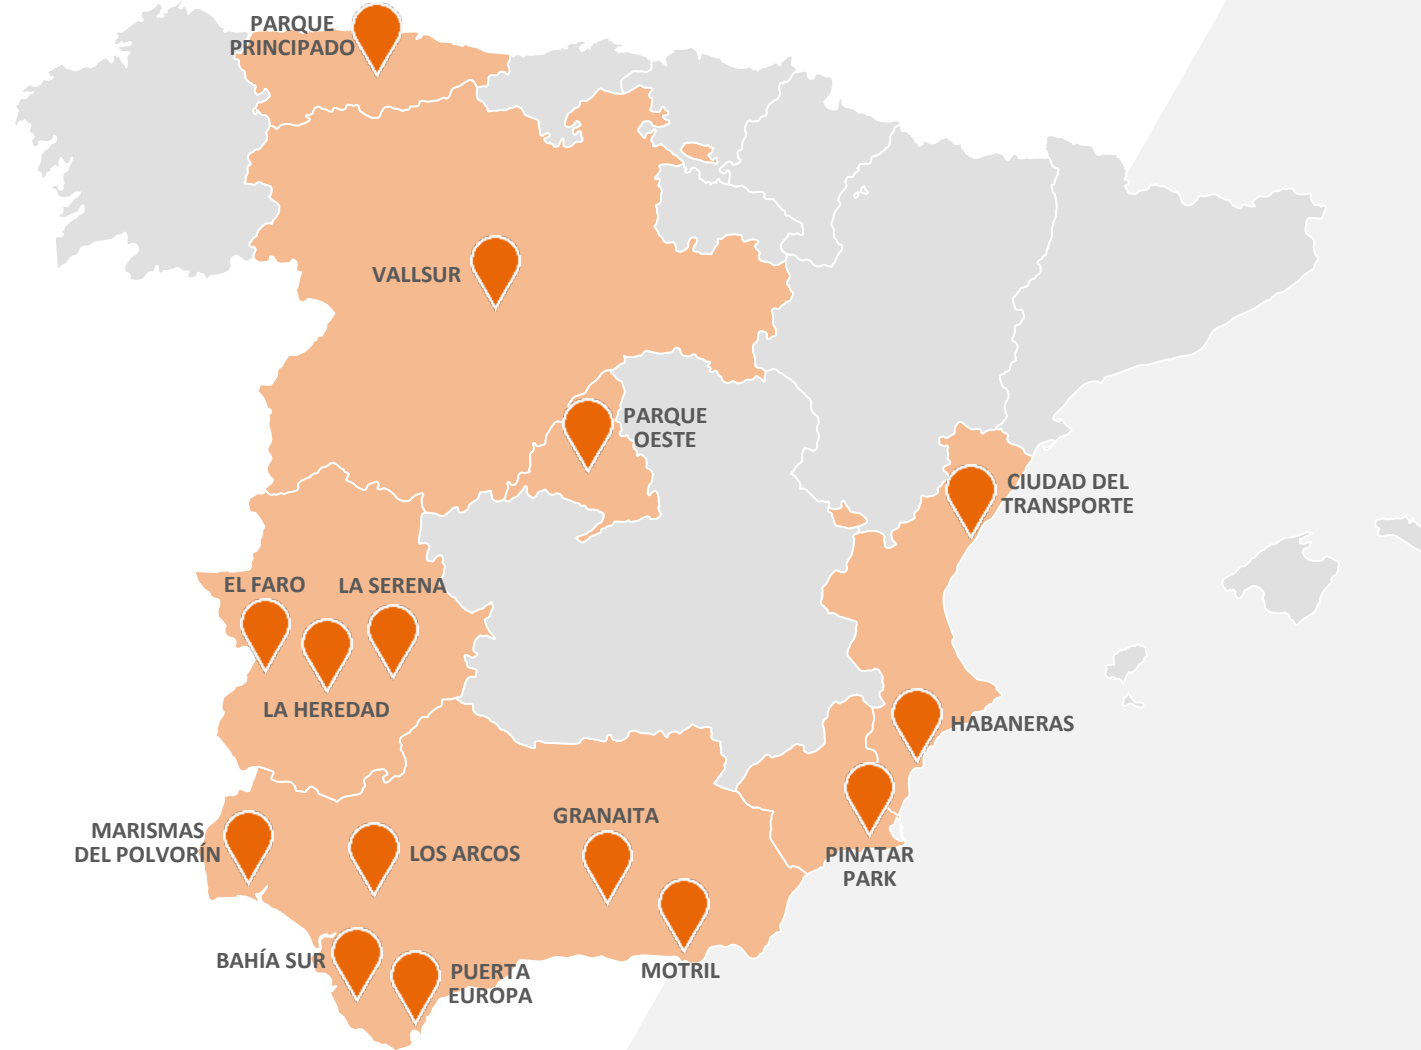 PARQUE
PRINCIPADO
VALLSUR
PARQUE
OESTE
CIUDAD DEL
TRANSPORTE
EL FARO
LA SERENA
LA HEREDAD
HABANERAS
MARISMAS
DEL POLVORÍN
LOS ARCOS
GRANAITA
PINATAR
PARK
BAHÍA SUR
PUERTA
EUROPA
MOTRIL